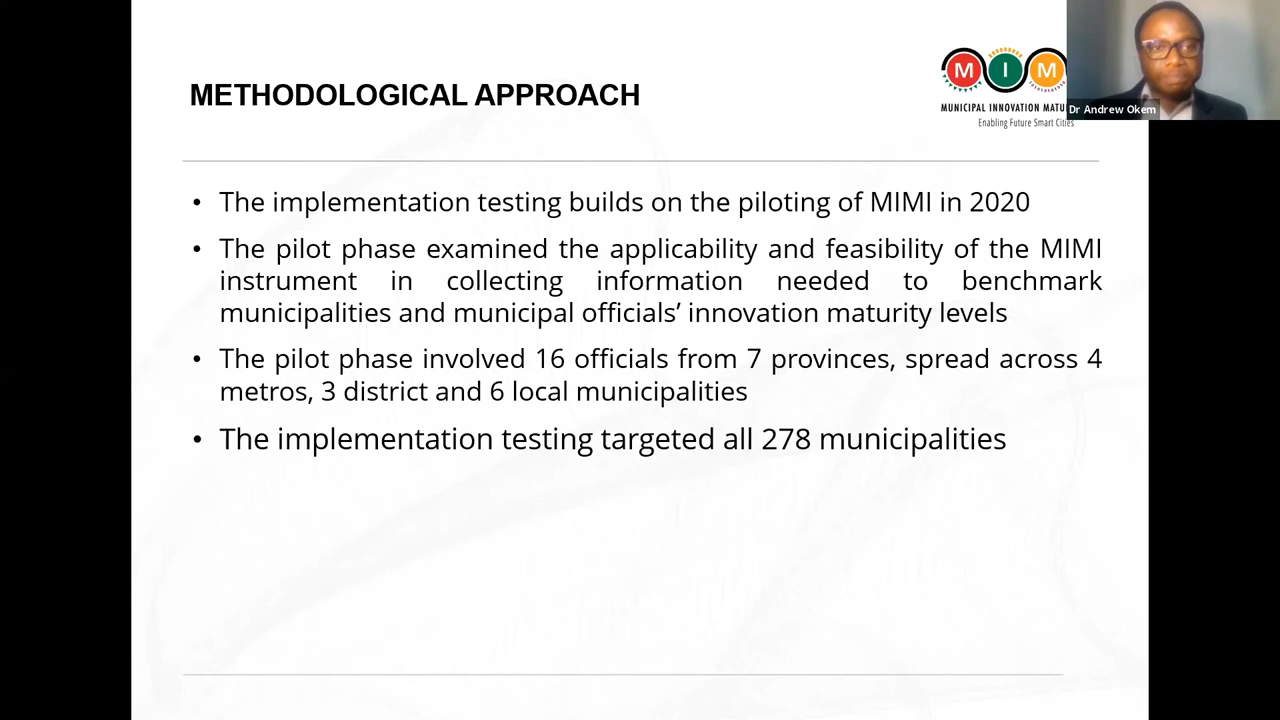 METHODOLOGICAL APPROACH
M I M
MUNICIPAL INNOVATION
Enabling Future Smart Cities
Dr Andrew Okem
• The implementation testing builds on the piloting of MIMI in 2020
• The pilot phase examined the applicability and feasibility of the MIMI
instrument in collecting information needed to benchmark
municipalities and municipal officials’ innovation maturity levels
• The pilot phase involved 16 officials from 7 provinces, spread across 4
metros, 3 district and 6 local municipalities
• The implementation testing targeted all 278 municipalities